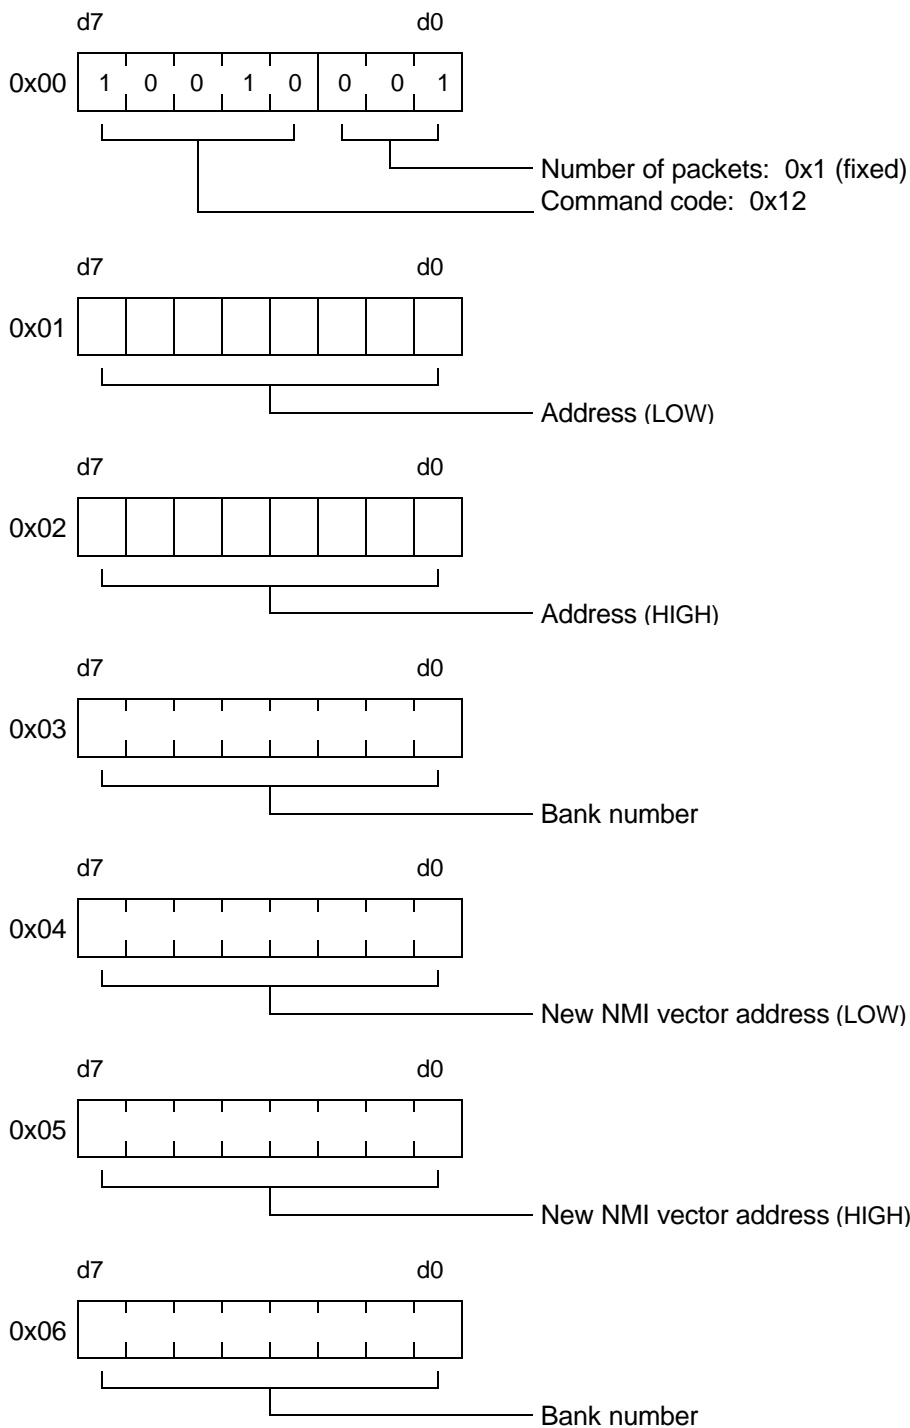 d7 d0
0x00 1 0 0 1 0 0 0 1
Number of packets: 0x1 (fixed)
Command code: 0x12
d7 d0
0x01
Address (LOW)
d7 d0
0x02
Address (HIGH)
d7 d0
0x03
Bank number
d7 d0
0x04
New NMI vector address (LOW)
d7 d0
0x05
New NMI vector address (HIGH)
d7 d0
0x06
Bank number